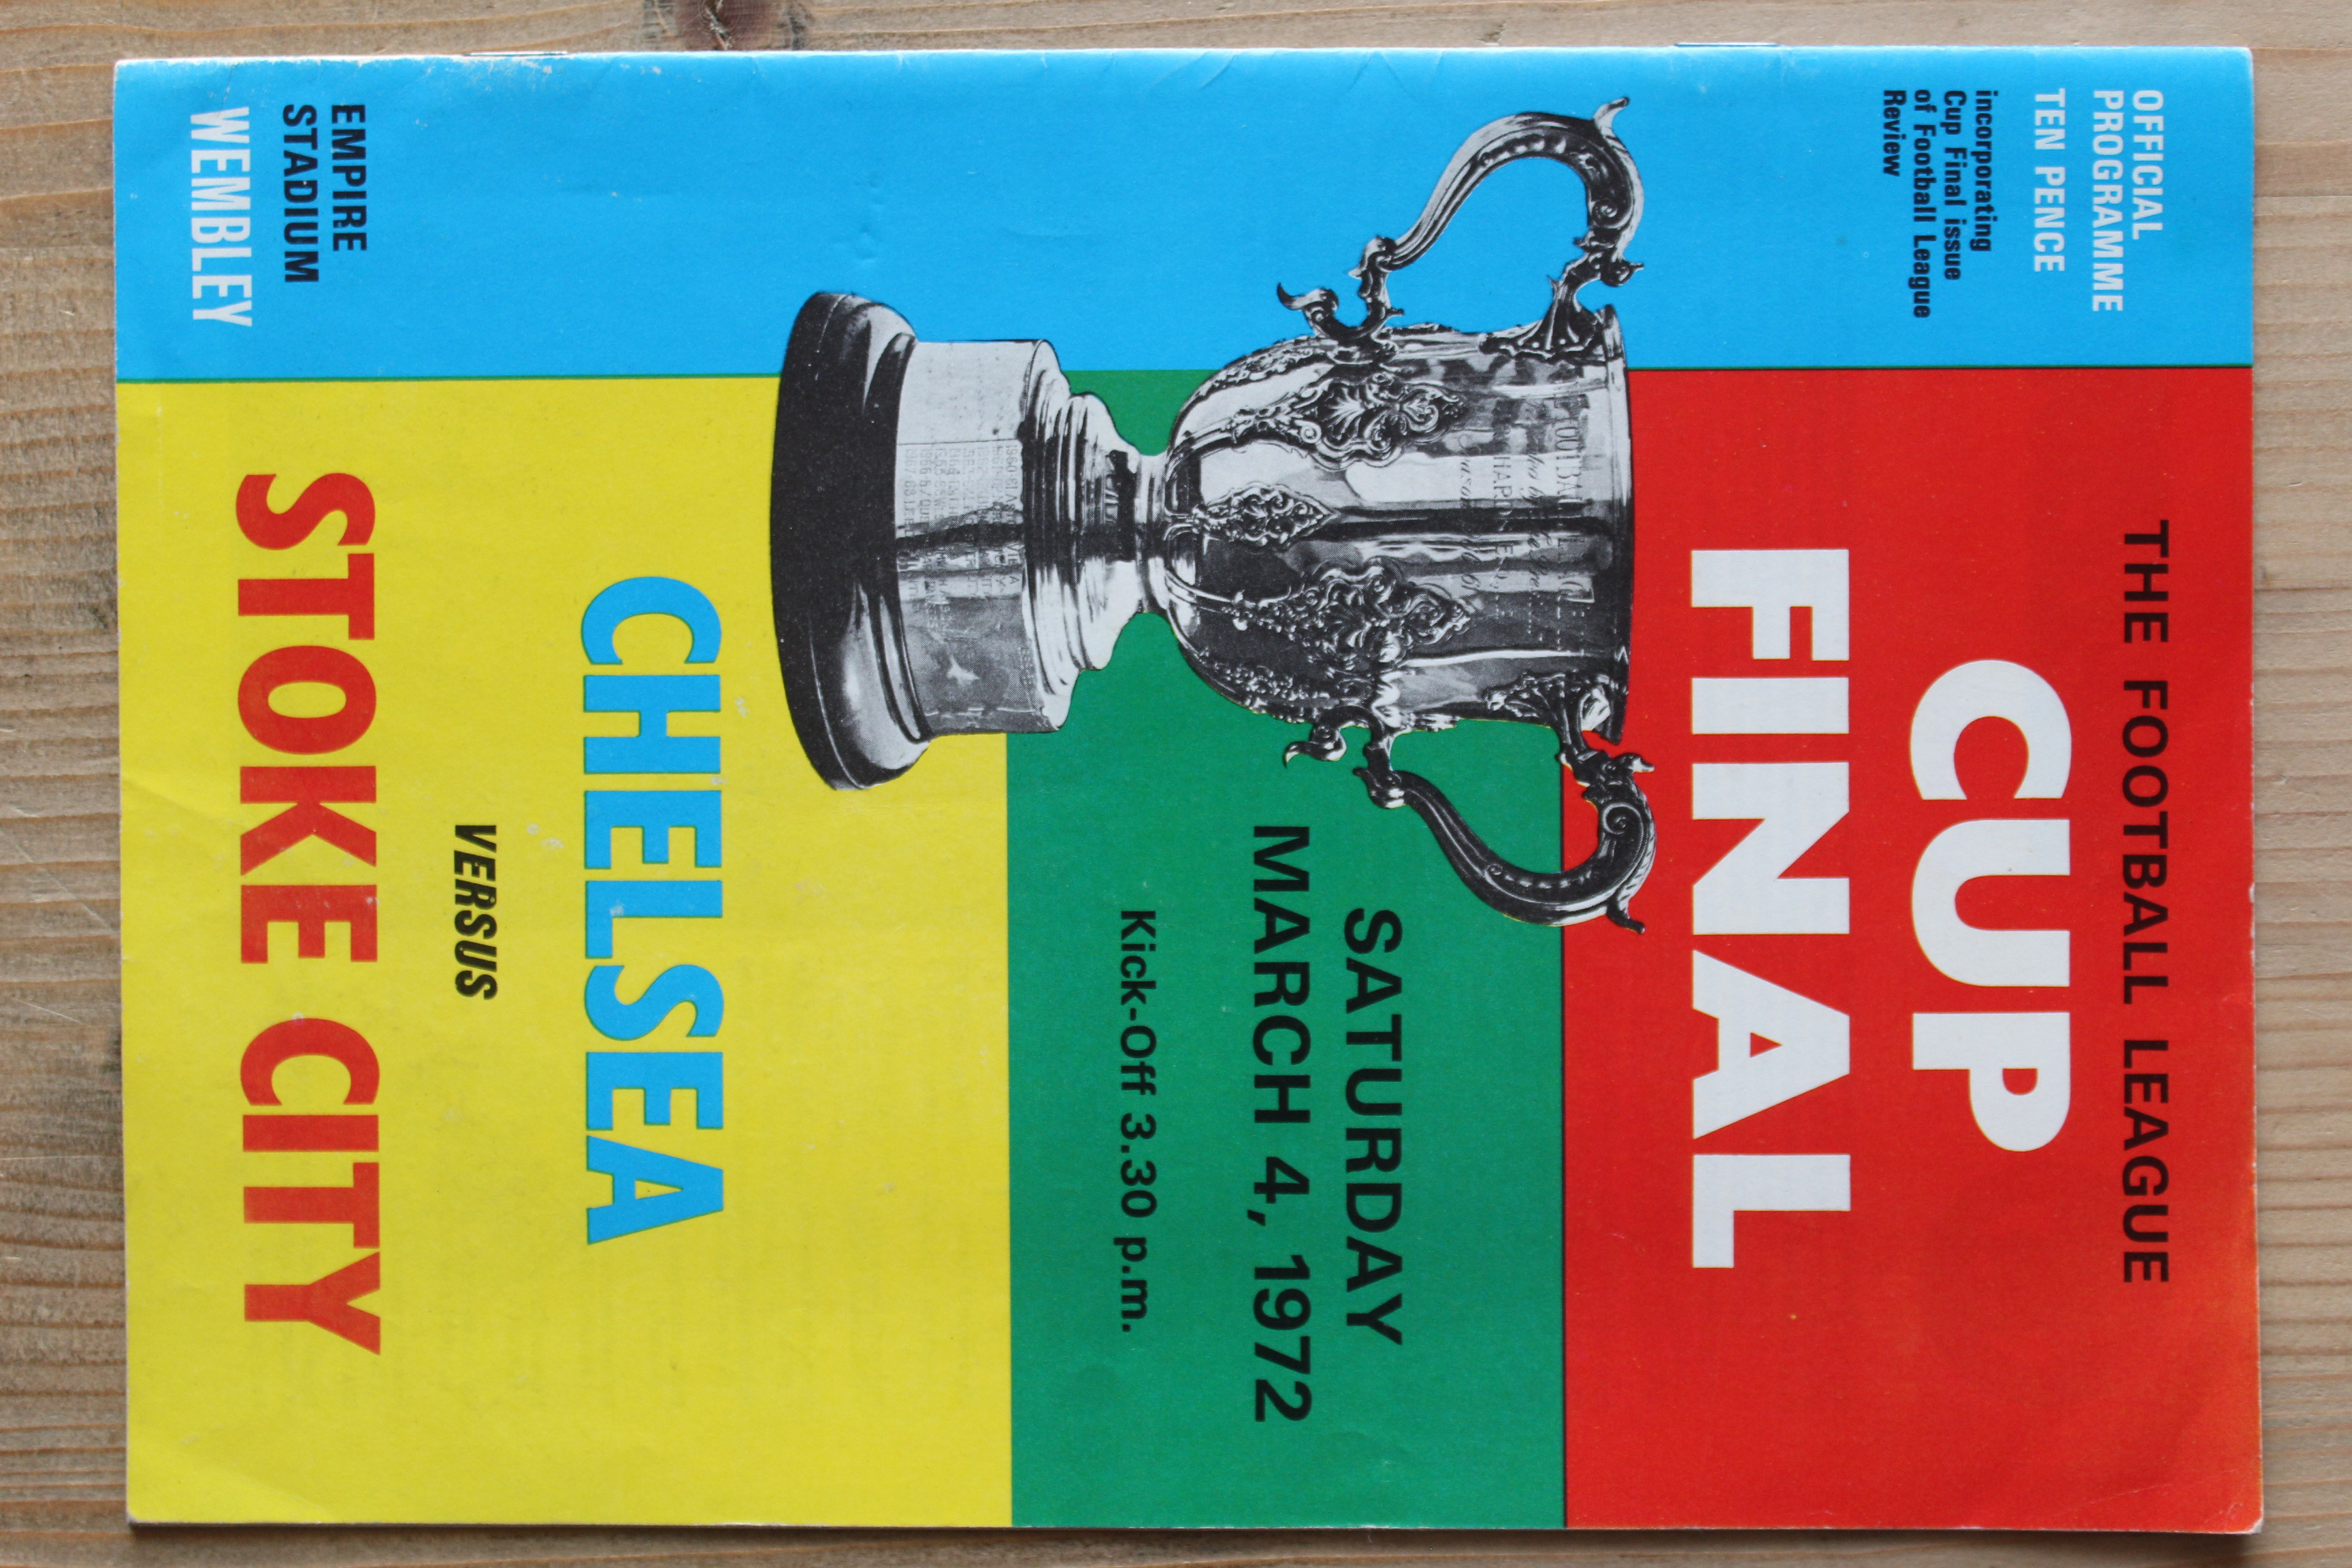 OFFICIAL
PROGRAMME
TEN PENCE
incorporating
Cup Final issue
of Football League
Review
THE FOOTBALL LEAGUE
CUP
FINAL
SATURDAY
MARCH 4, 1972
Kick-Off 3.30 p.m.
CHELSEA
VERSUS
STOKE CITY
EMPIRE
STADIUM
WEMBLEY